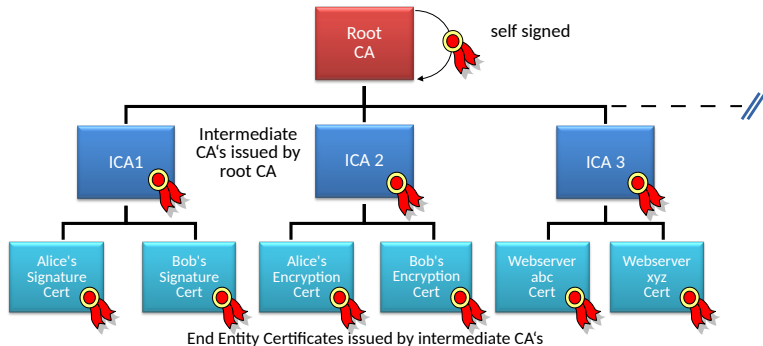 Root
CA
self signed
Intermediate
CA‘s issued by
root CA
ICA1
ICA 2
ICA 3
Alice's
Signature
Cert
Bob's
Signature
Cert
Alice's
Encryption
Cert
Bob's
Encryption
Cert
Webserver
abc
Cert
Webserver
xyz
Cert
End Entity Certificates issued by intermediate CA‘s